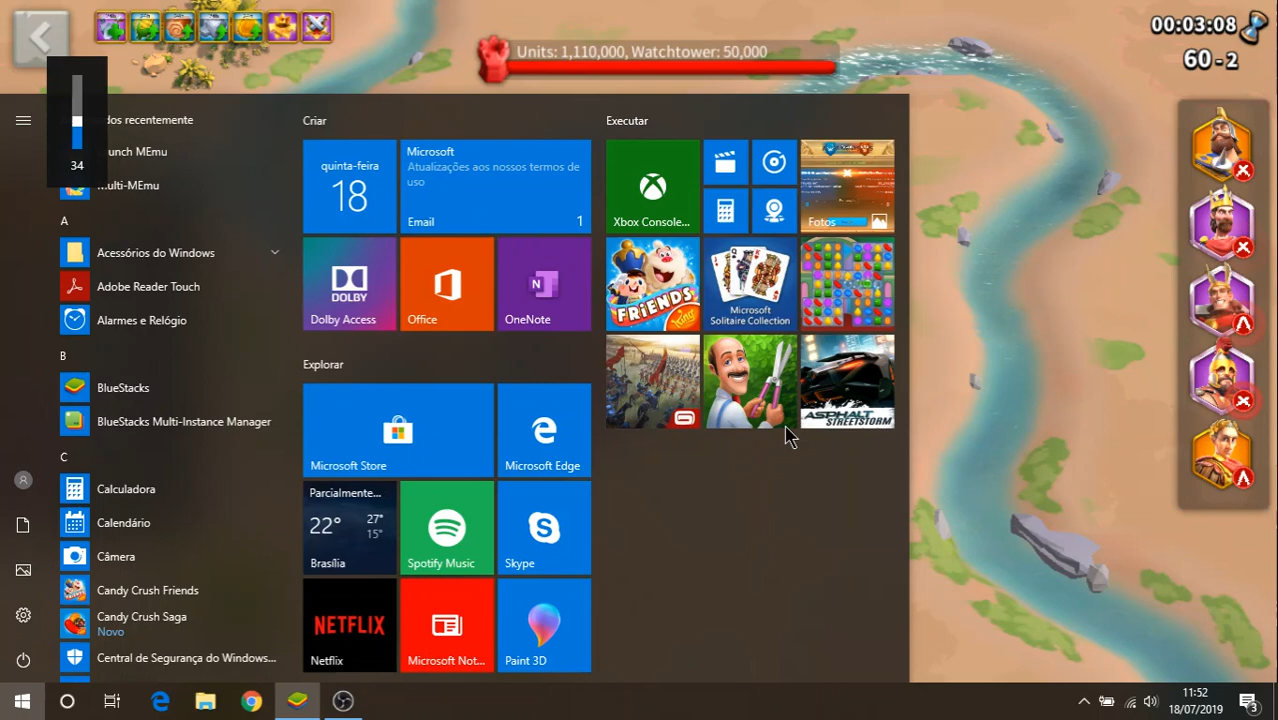 00:03:08
Units: 1,110,000, Watchtower: 50,000
60-2
34
recentemente
Criar
Executar
MEmu
Multi-MEmu
quinta-feira
18
Microsoft
Atualizações aos nossos termos de
uso
Email
1
Xbox Console...
Fotos
A
Acessórios do Windows
Adobe Reader Touch
Alarmes e Relógio
DOLBY
Dolby Access
Office
N
OneNote
FRIENDS
King
Microsoft
Solitaire Collection
B
BlueStacks
BlueStacks Multi-Instance Manager
Explorar
ASPHALT
STREETSTORM
C
Calculadora
Calendário
Câmera
Candy Crush Friends
Candy Crush Saga
Novo
Central de Segurança do Windows...
Microsoft Store
Microsoft Edge
Parcialmente...
22°
27°
15°
Brasília
Spotify Music
Skype
NETFLIX
Netflix
Microsoft Not...
Paint 3D
11:52
18/07/2019
3